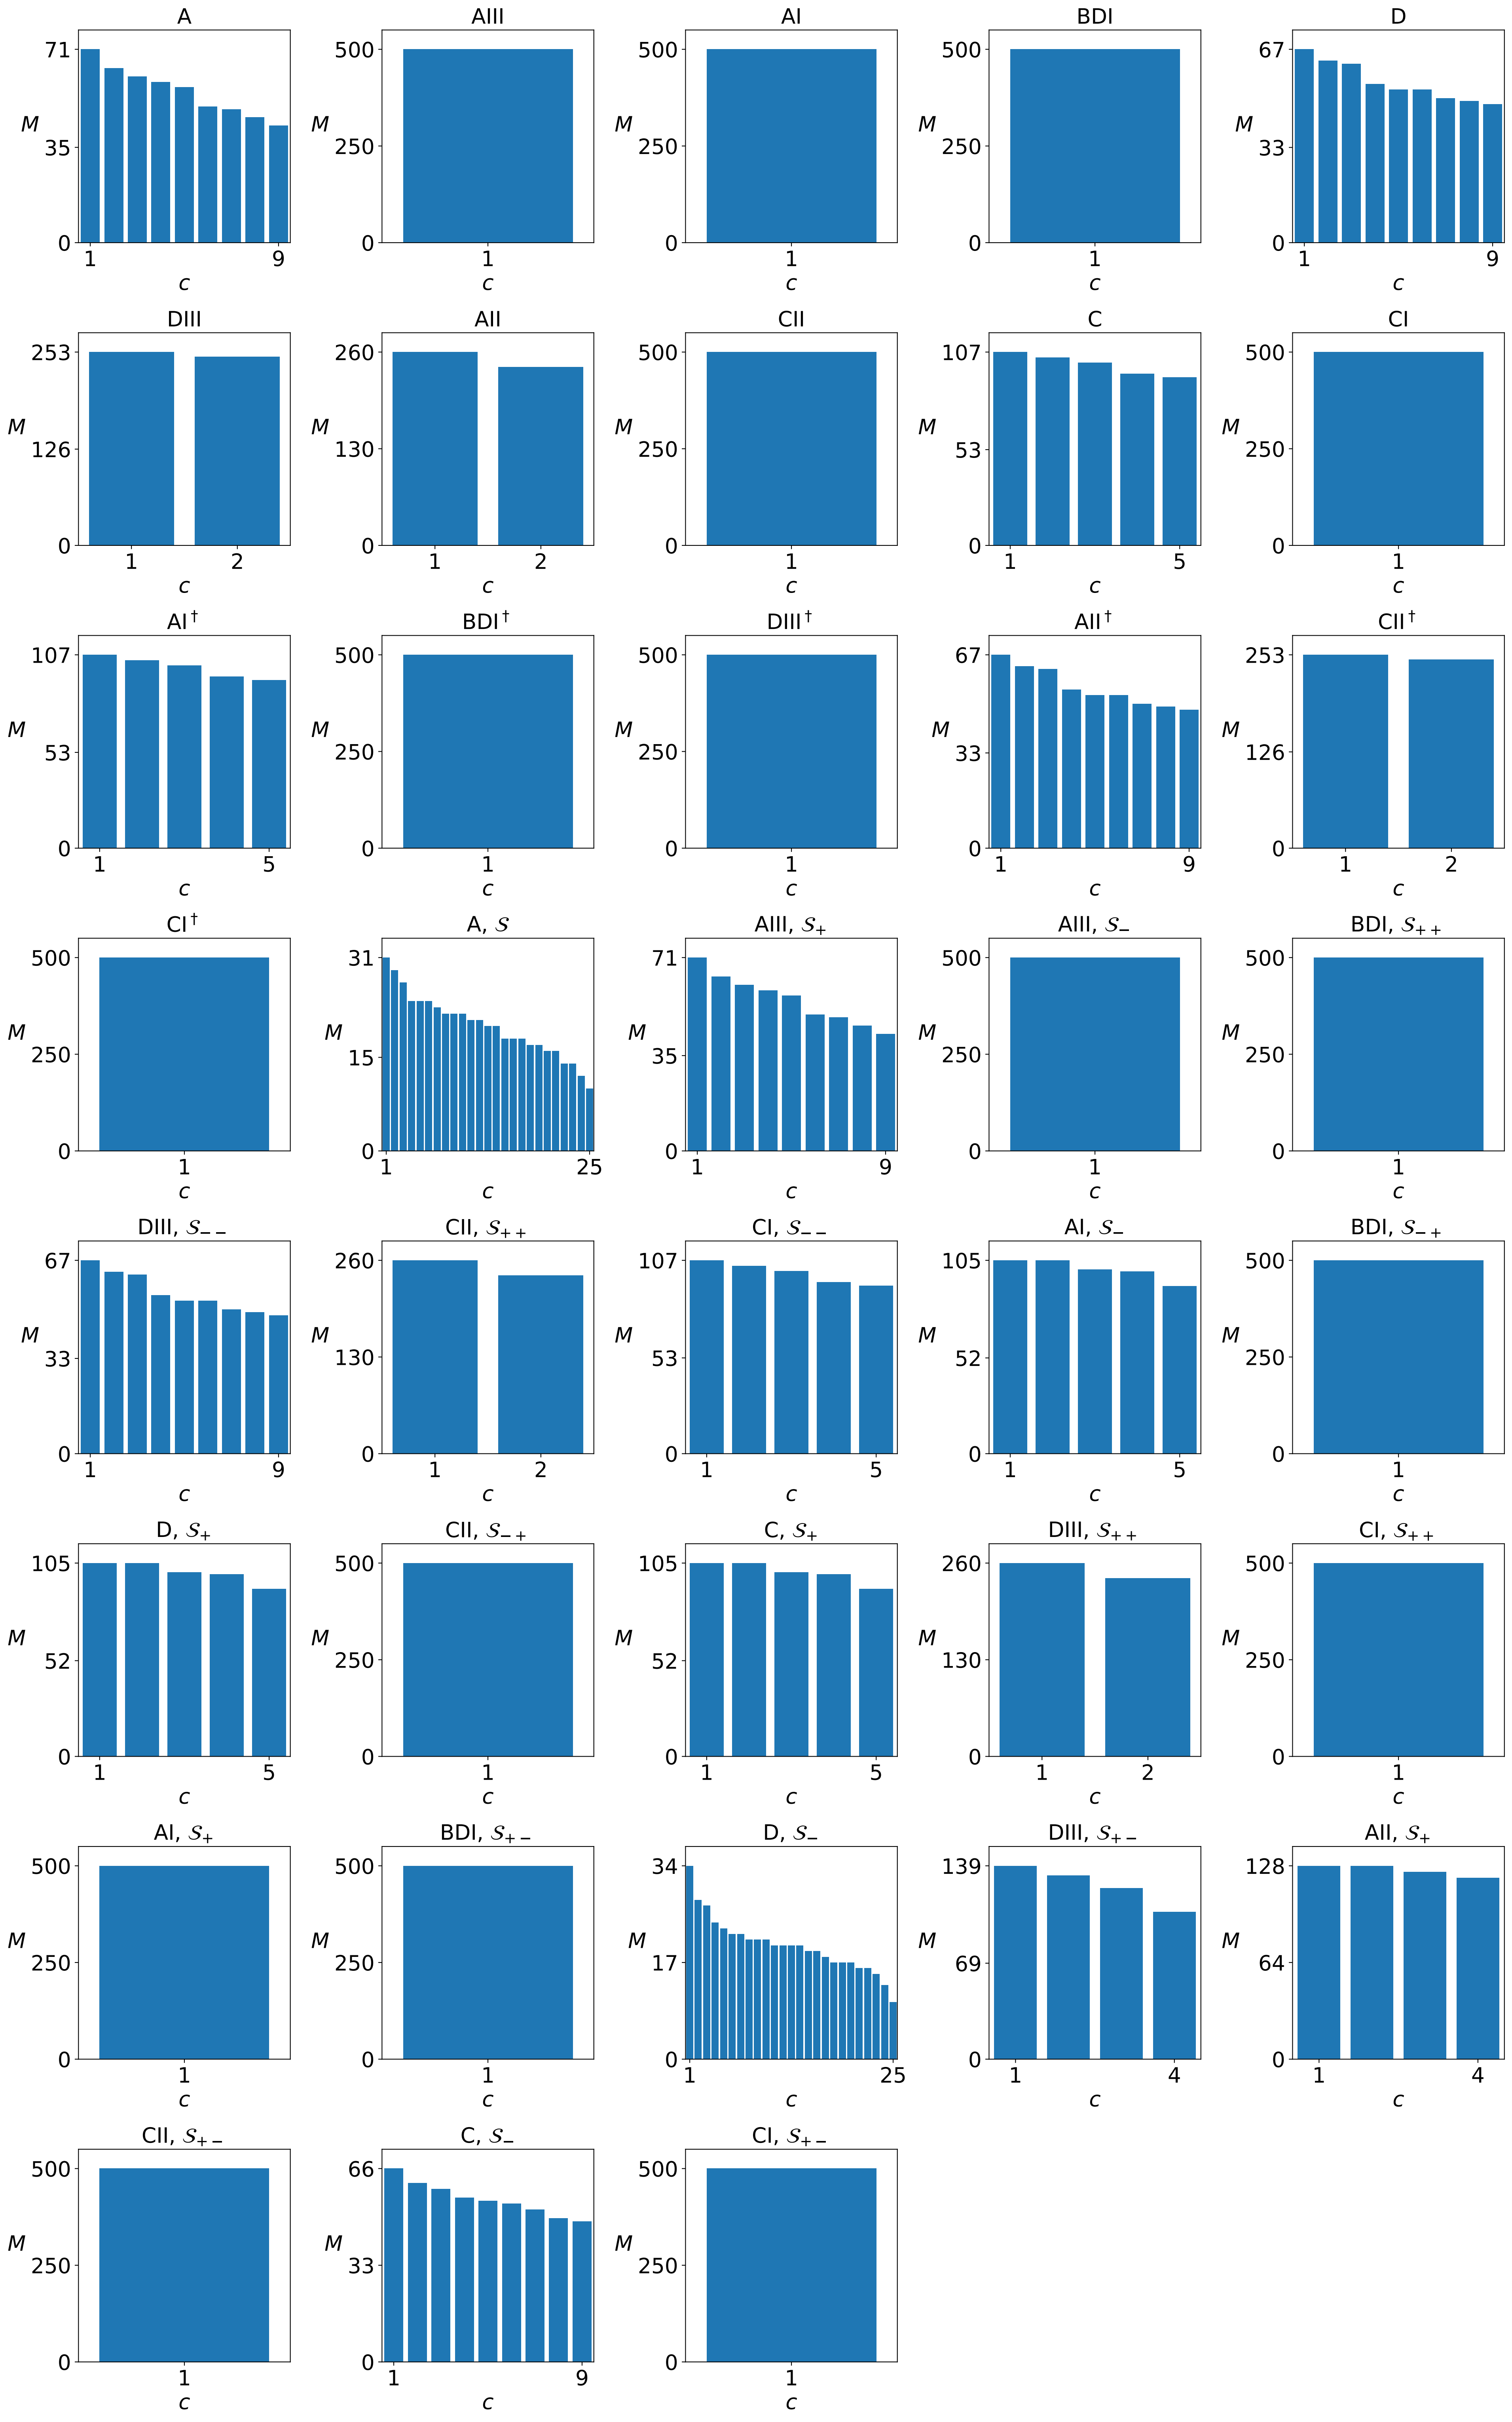 A
71
M
35
0
1 9
c
AIII
500
M
250
0
1
c
AI
500
M
250
0
1
c
BDI
500
M
250
0
1
c
D
67
M
33
0
1 9
c
DIII
253
M
126
0
1 2
c
AII
260
M
130
0
1 2
c
CII
500
M
250
0
1
c
C
107
M
53
0
1 5
c
CI
500
M
250
0
1
c
AI†
107
M
53
0
1 5
c
BDI†
500
M
250
0
1
c
DIII†
500
M
250
0
1
c
AII†
67
M
33
0
1 9
c
CII†
253
M
126
0
1 2
c
CI†
500
M
250
0
1
c
A, 𝒮
31
M
15
0
1 25
c
AIII, 𝒮₊
71
M
35
0
1 9
c
AIII, 𝒮₋
500
M
250
0
1
c
BDI, 𝒮₊₊
500
M
250
0
1
c
DIII, 𝒮₋₋
67
M
33
0
1 9
c
CII, 𝒮₊₊
260
M
130
0
1 2
c
CI, 𝒮₋₋
107
M
53
0
1 5
c
AI, 𝒮₋
105
M
52
0
1 5
c
BDI, 𝒮₋₊
500
M
250
0
1
c
D, 𝒮₊
105
M
52
0
1 5
c
CII, 𝒮₋₊
500
M
250
0
1
c
C, 𝒮₊
105
M
52
0
1 5
c
DIII, 𝒮₊₊
260
M
130
0
1 2
c
CI, 𝒮₊₊
500
M
250
0
1
c
AI, 𝒮₊
500
M
250
0
1
c
BDI, 𝒮₊₋
500
M
250
0
1
c
D, 𝒮₋
34
M
17
0
1 25
c
DIII, 𝒮₊₋
139
M
69
0
1 4
c
AII, 𝒮₊
128
M
64
0
1 4
c
CII, 𝒮₊₋
500
M
250
0
1
c
C, 𝒮₋
66
M
33
0
1 9
c
CI, 𝒮₊₋
500
M
250
0
1
c